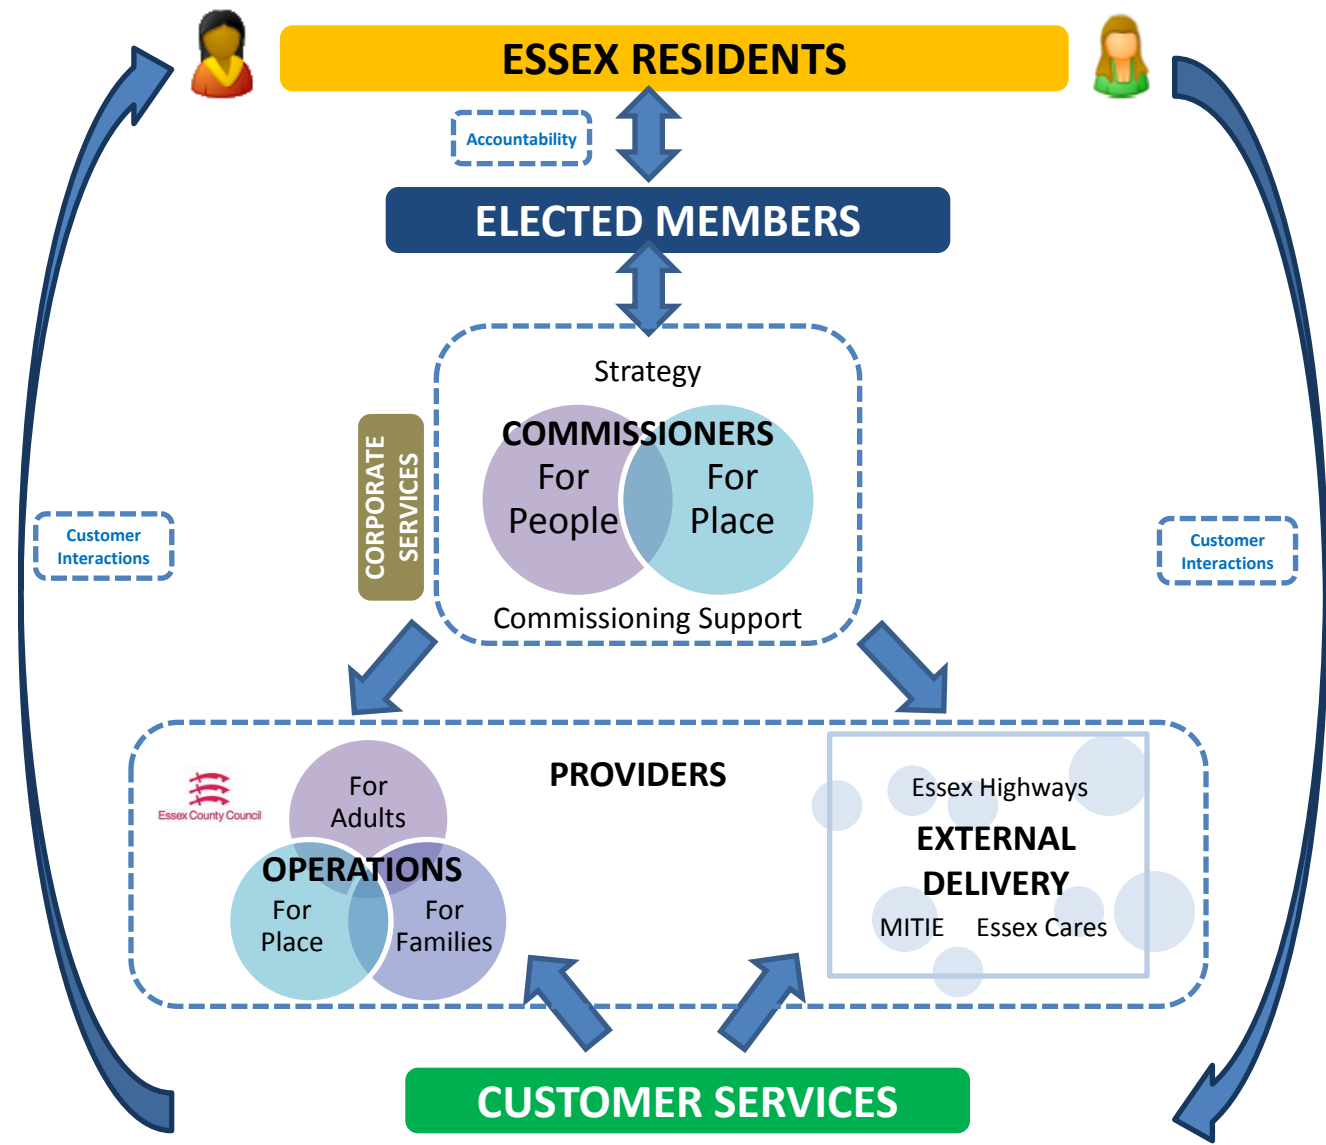 ESSEX RESIDENTS
Accountability
ELECTED MEMBERS
Strategy
COMMISSIONERS
For
People
For
Place
CORPORATE
SERVICES
Commissioning Support
Customer
Interactions
Customer
Interactions
PROVIDERS
Essex County Council
For
Adults
OPERATIONS
For
Place
For
Families
Essex Highways
EXTERNAL
DELIVERY
MITIE
Essex Cares
CUSTOMER SERVICES